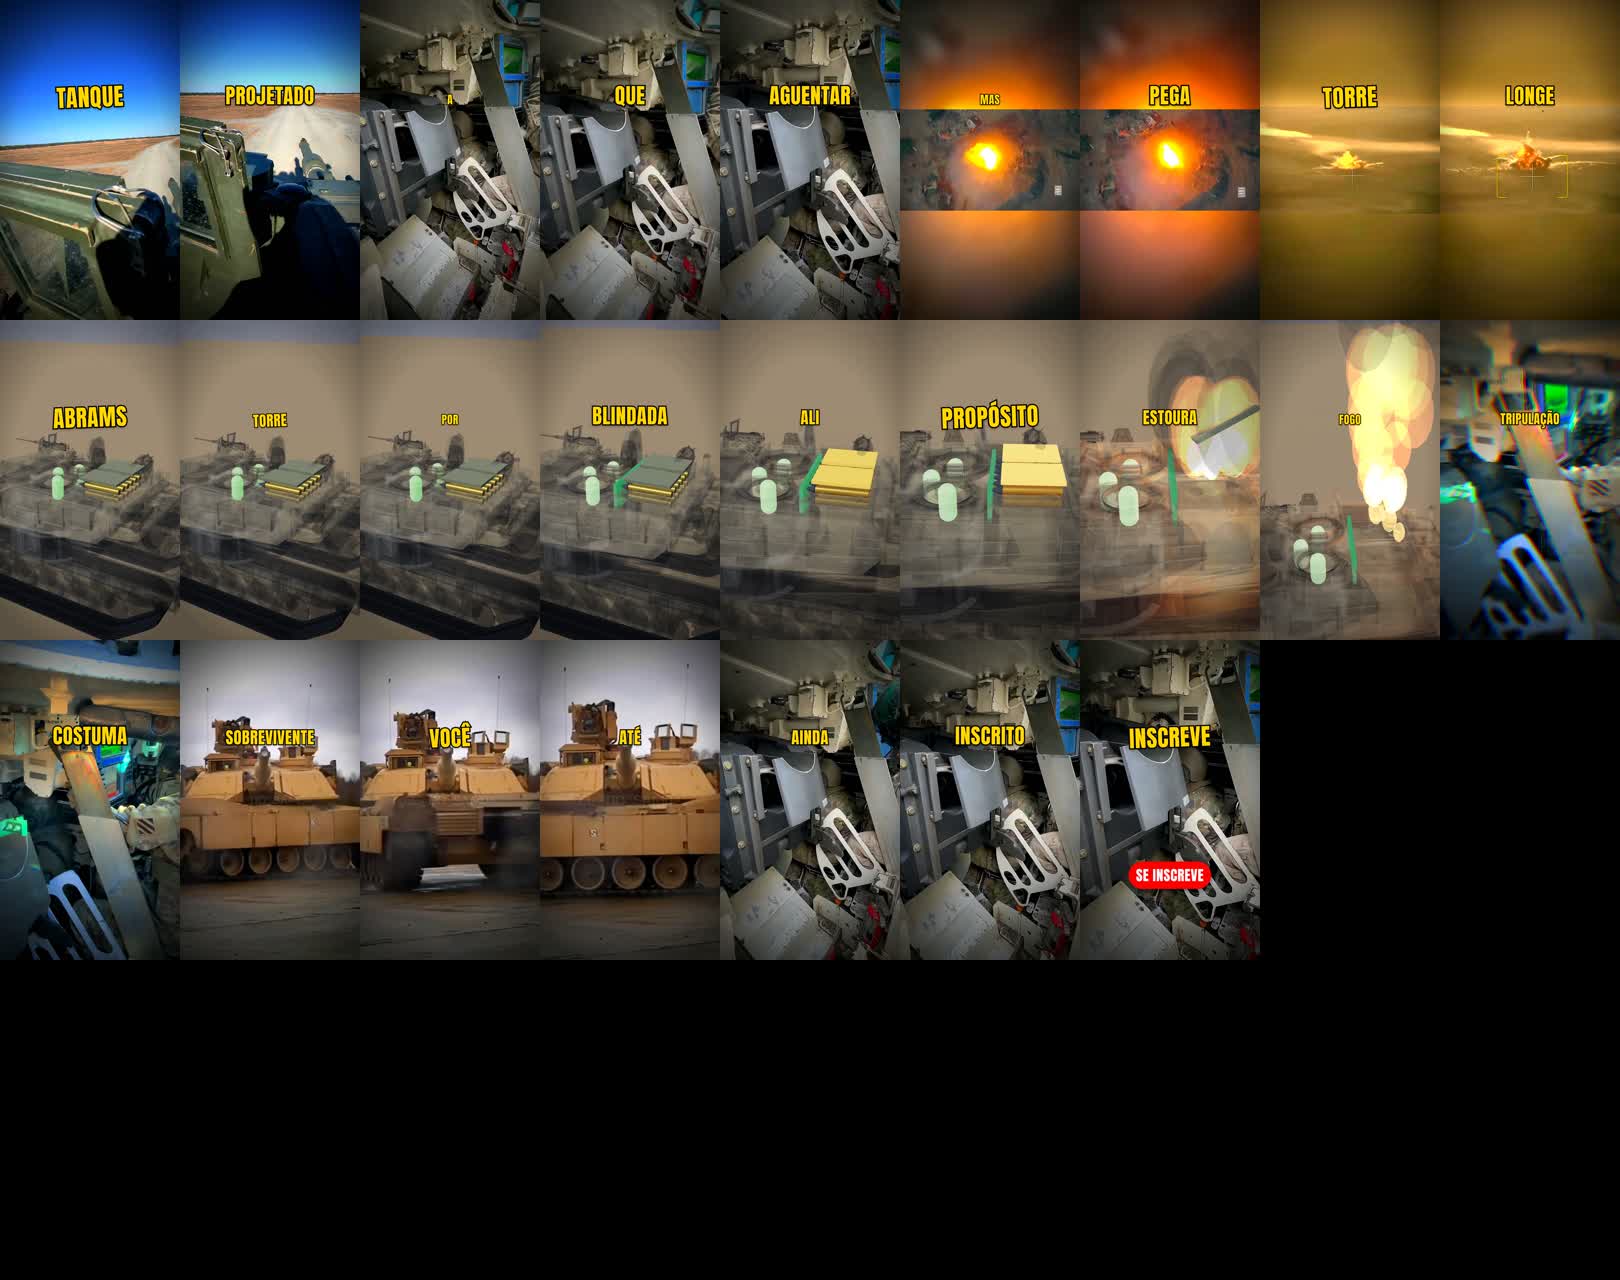 TANQUE
PROJETADO
A
QUE
AGUENTAR
MAS
PEGA
TORRE
LONGE
ABRAMS
TORRE
POR
BLINDADA
ALI
PROPÓSITO
ESTOURA
FOGO
TRIPULAÇÃO
COSTUMA
SOBREVIVENTE
VOCÊ
ATÉ
AINDA
INSCRITO
INSCREVE
SE INSCREVE